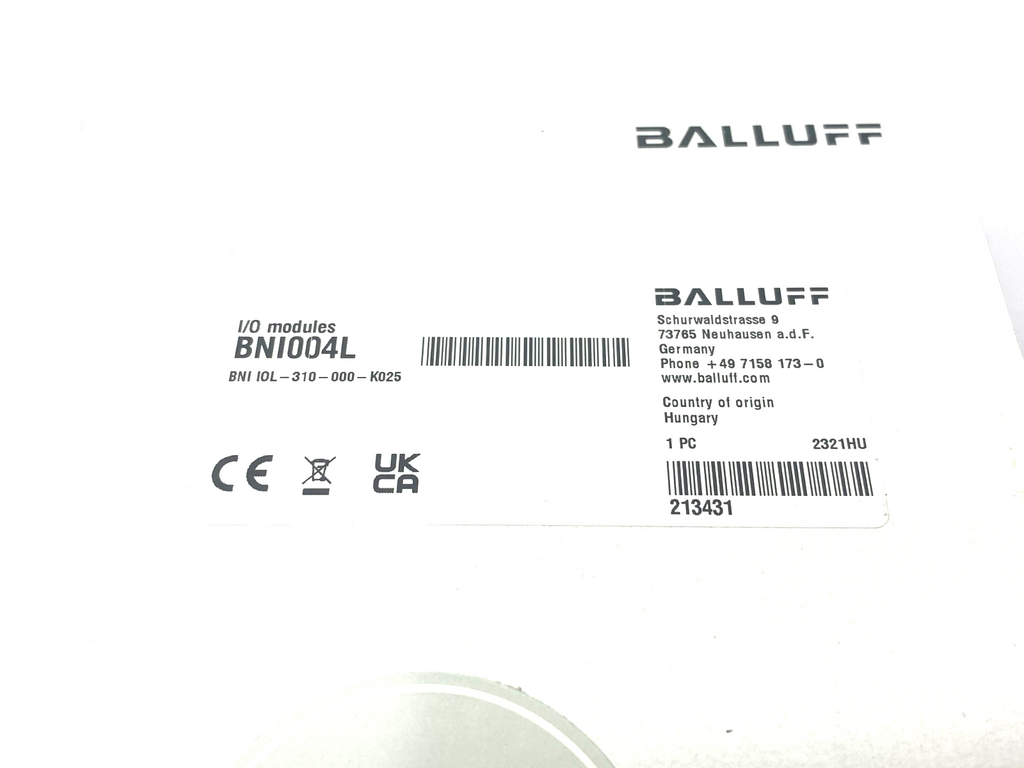 BALLUFF
I/O modules
BNI004L
BNI IOL-310-000-K025
CE
UK
CA
BALLUFF
Schurwaldstrasse 9
73765 Neuhausen a.d.F.
Germany
Phone +49 7158 173-0
www.balluff.com
Country of origin
Hungary
1 PC 2321HU
213431